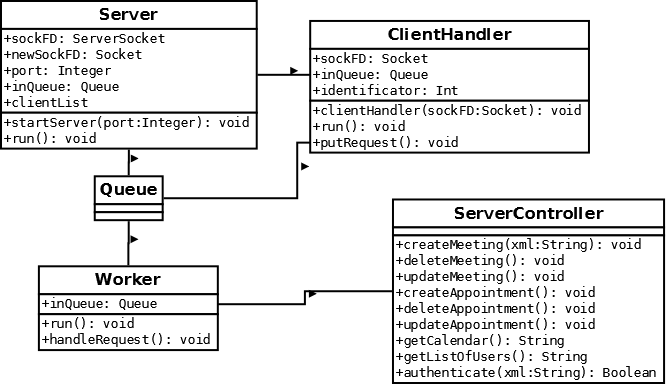 Server
+sockFD: ServerSocket
+newSockFD: Socket
+port: Integer
+inQueue: Queue
+clientList
+startServer(port:Integer): void
+run(): void
ClientHandler
+sockFD: Socket
+inQueue: Queue
+identificator: Int
+clientHandler(sockFD:Socket): void
+run(): void
+putRequest(): void
Queue
Worker
+inQueue: Queue
+run(): void
+handleRequest(): void
ServerController
+createMeeting(xml:String): void
+deleteMeeting(): void
+updateMeeting(): void
+createAppointment(): void
+deleteAppointment(): void
+updateAppointment(): void
+getCalendar(): String
+getListOfUsers(): String
+authenticate(xml:String): Boolean